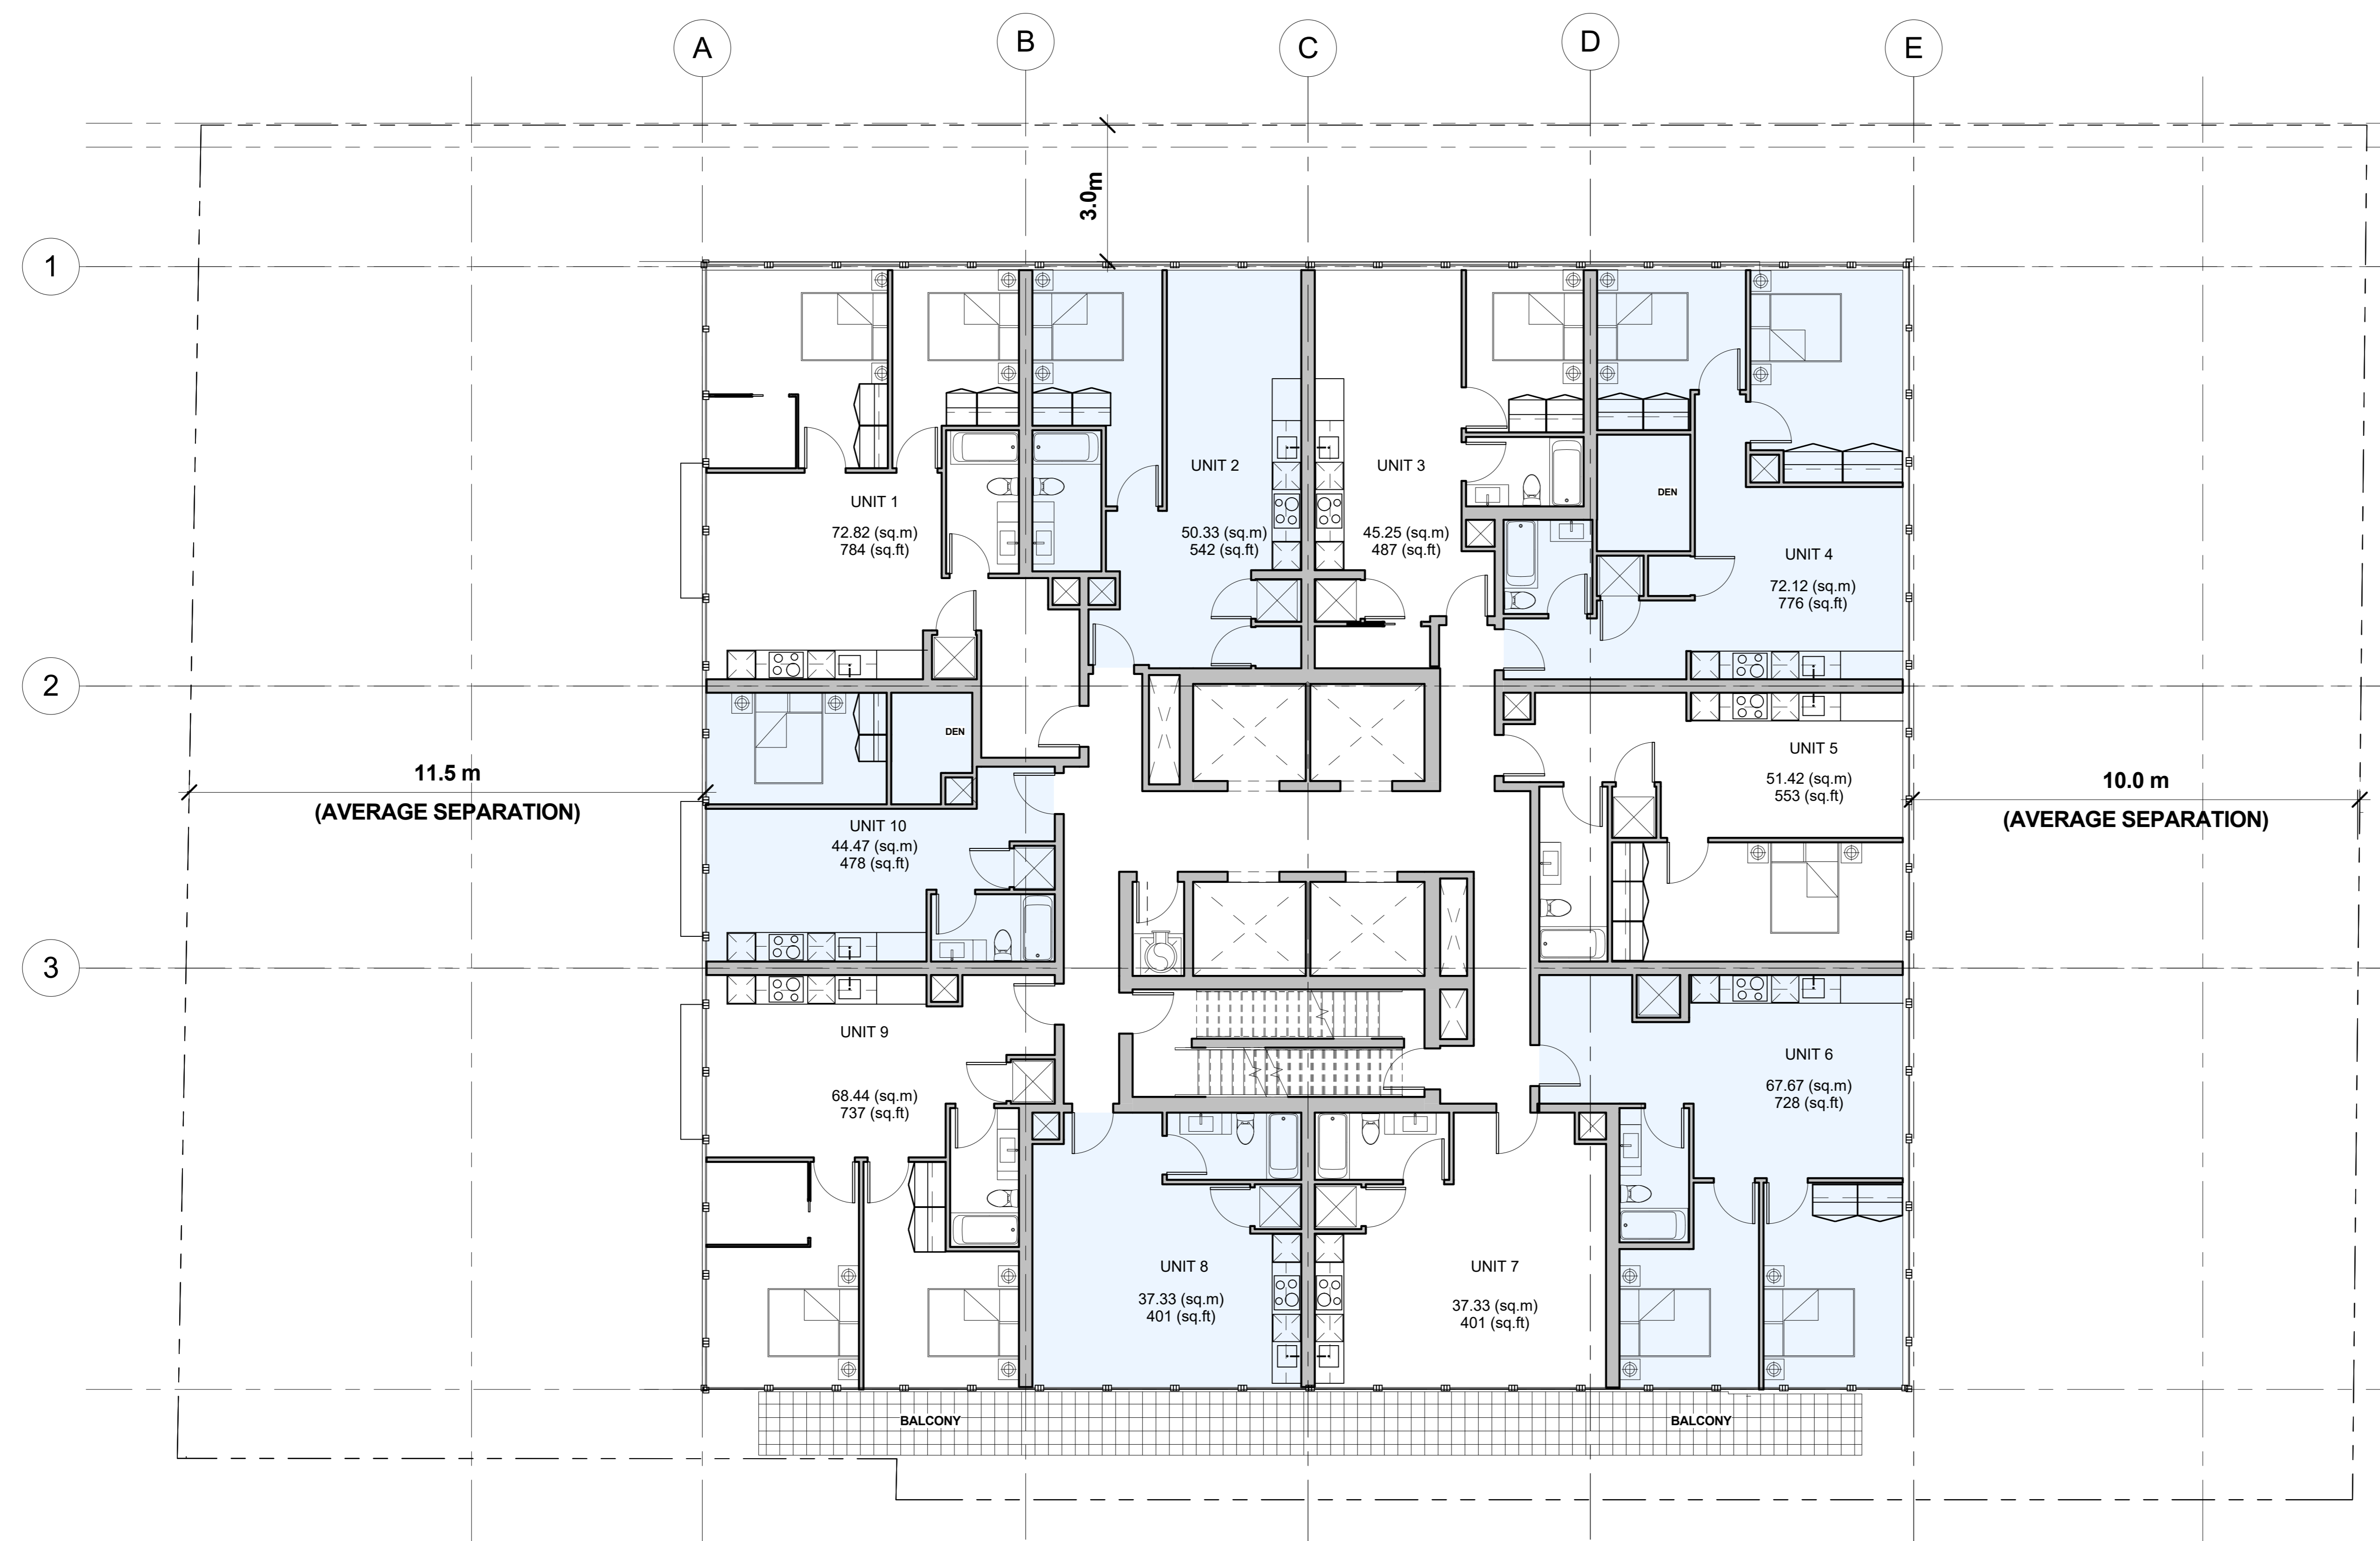 A
B
C
D
E
3.0m
1
UNIT 2
UNIT 3
DEN
UNIT 1
72.82 (sq.m)
784 (sq.ft)
50.33 (sq.m)
542 (sq.ft)
45.25 (sq.m)
487 (sq.ft)
UNIT 4
72.12 (sq.m)
776 (sq.ft)
2
DEN
UNIT 5
51.42 (sq.m)
553 (sq.ft)
11.5 m
(AVERAGE SEPARATION)
10.0 m
(AVERAGE SEPARATION)
UNIT 10
44.47 (sq.m)
478 (sq.ft)
3
UNIT 9
68.44 (sq.m)
737 (sq.ft)
UNIT 6
67.67 (sq.m)
728 (sq.ft)
UNIT 8
37.33 (sq.m)
401 (sq.ft)
UNIT 7
37.33 (sq.m)
401 (sq.ft)
BALCONY
BALCONY